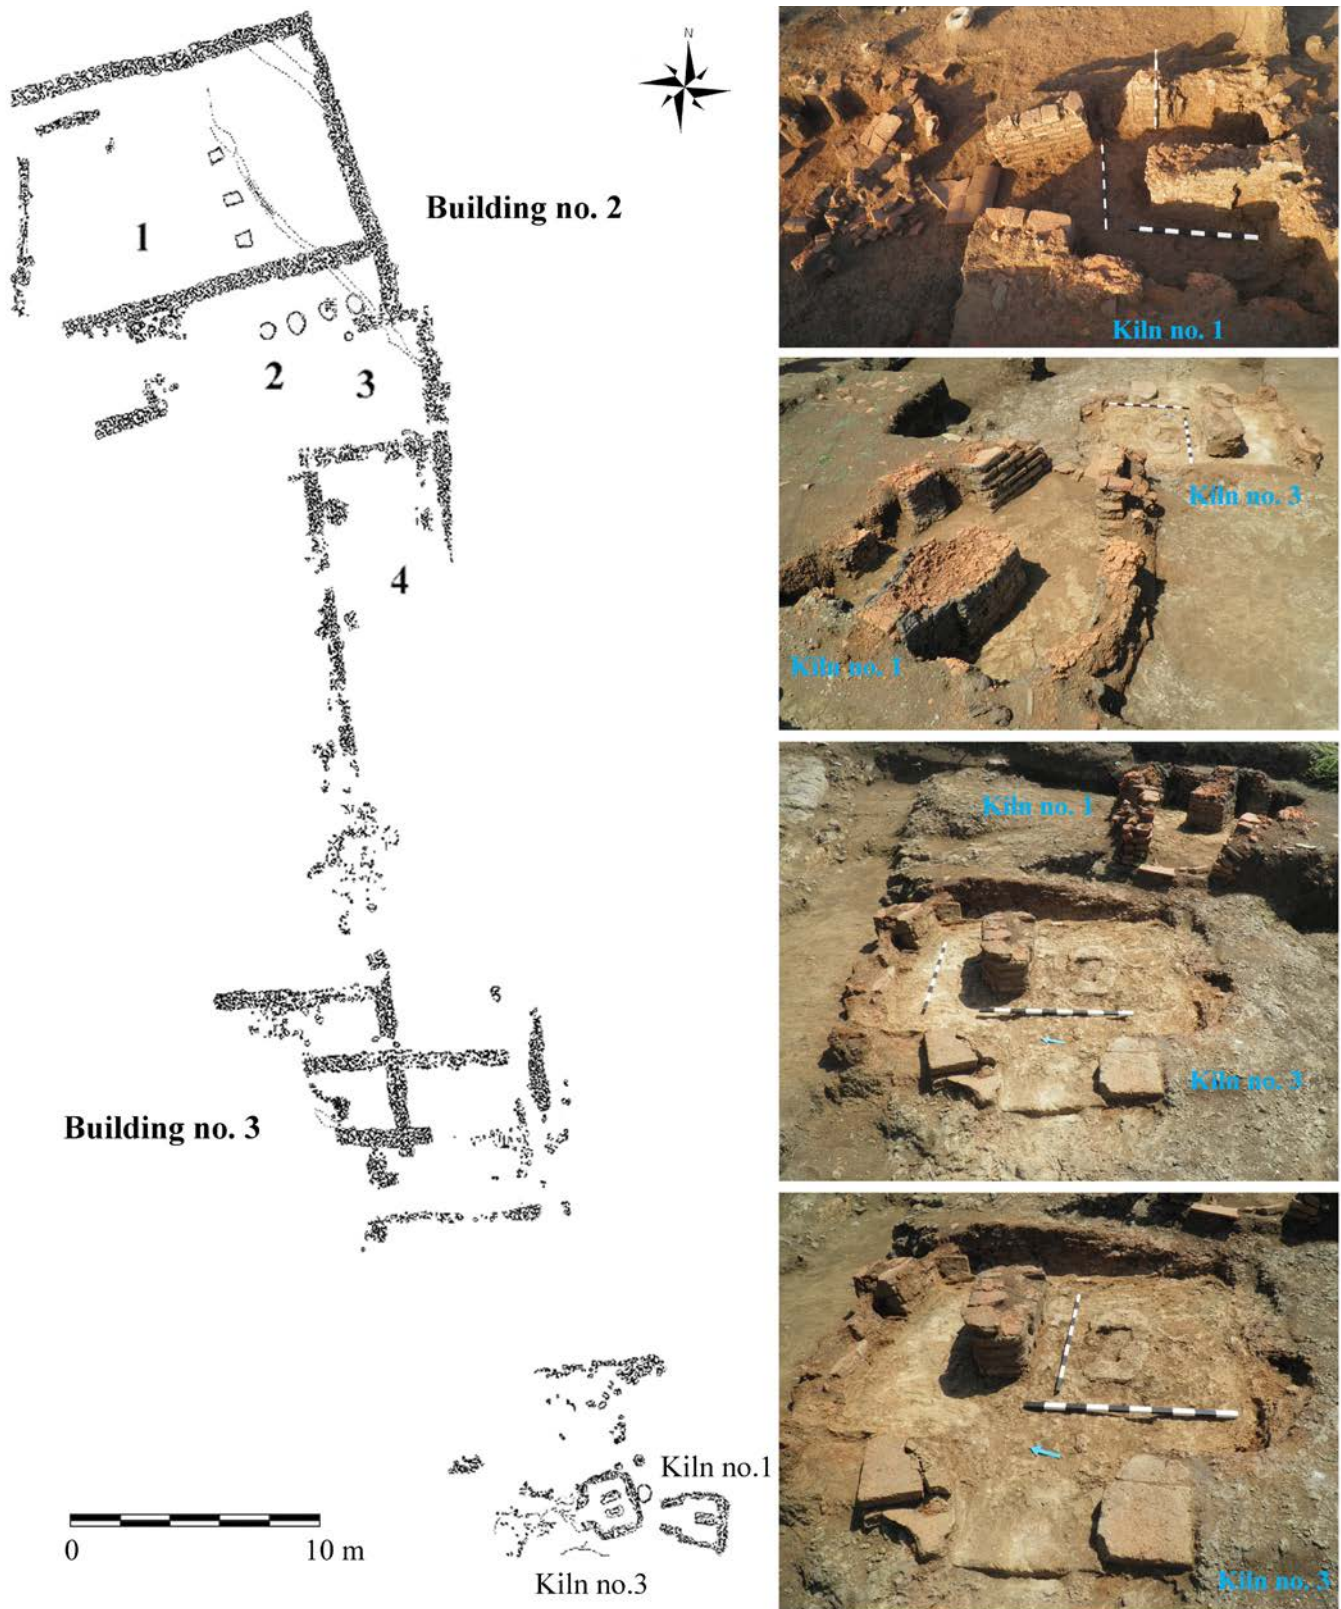 N
Building no. 2
1
2
3
4
Building no. 3
Kiln no.1
0
10 m
Kiln no.3
Kiln no. 1
Kiln no. 3
Kiln no. 1
Kiln no. 1
Kiln no. 3
Kiln no. 3